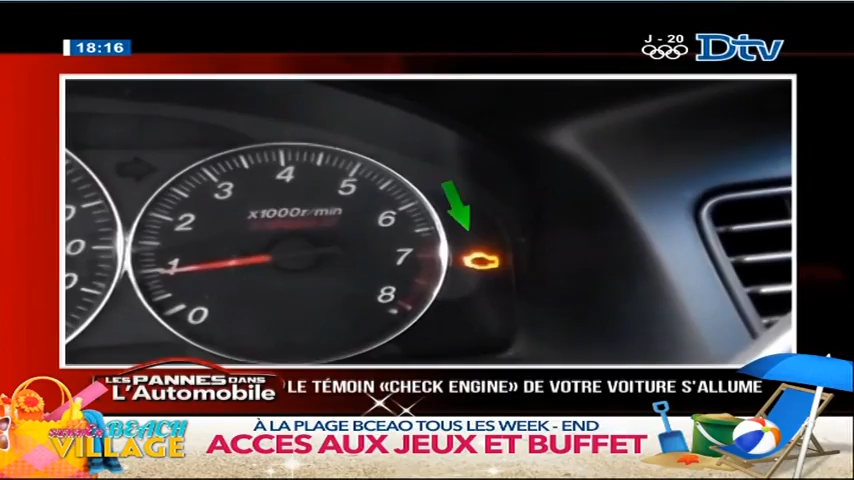 18:16
J - 20
Dtv
4
3
5
x1000r/min
2
6
1
7
8
0
LES PANNES DANS
L'Automobile
LE TÉMOIN «CHECK ENGINE» DE VOTRE VOITURE S'ALLUME
BEACH
VILLAGE
À LA PLAGE BCEAO TOUS LES WEEK - END
ACCES AUX JEUX ET BUFFET